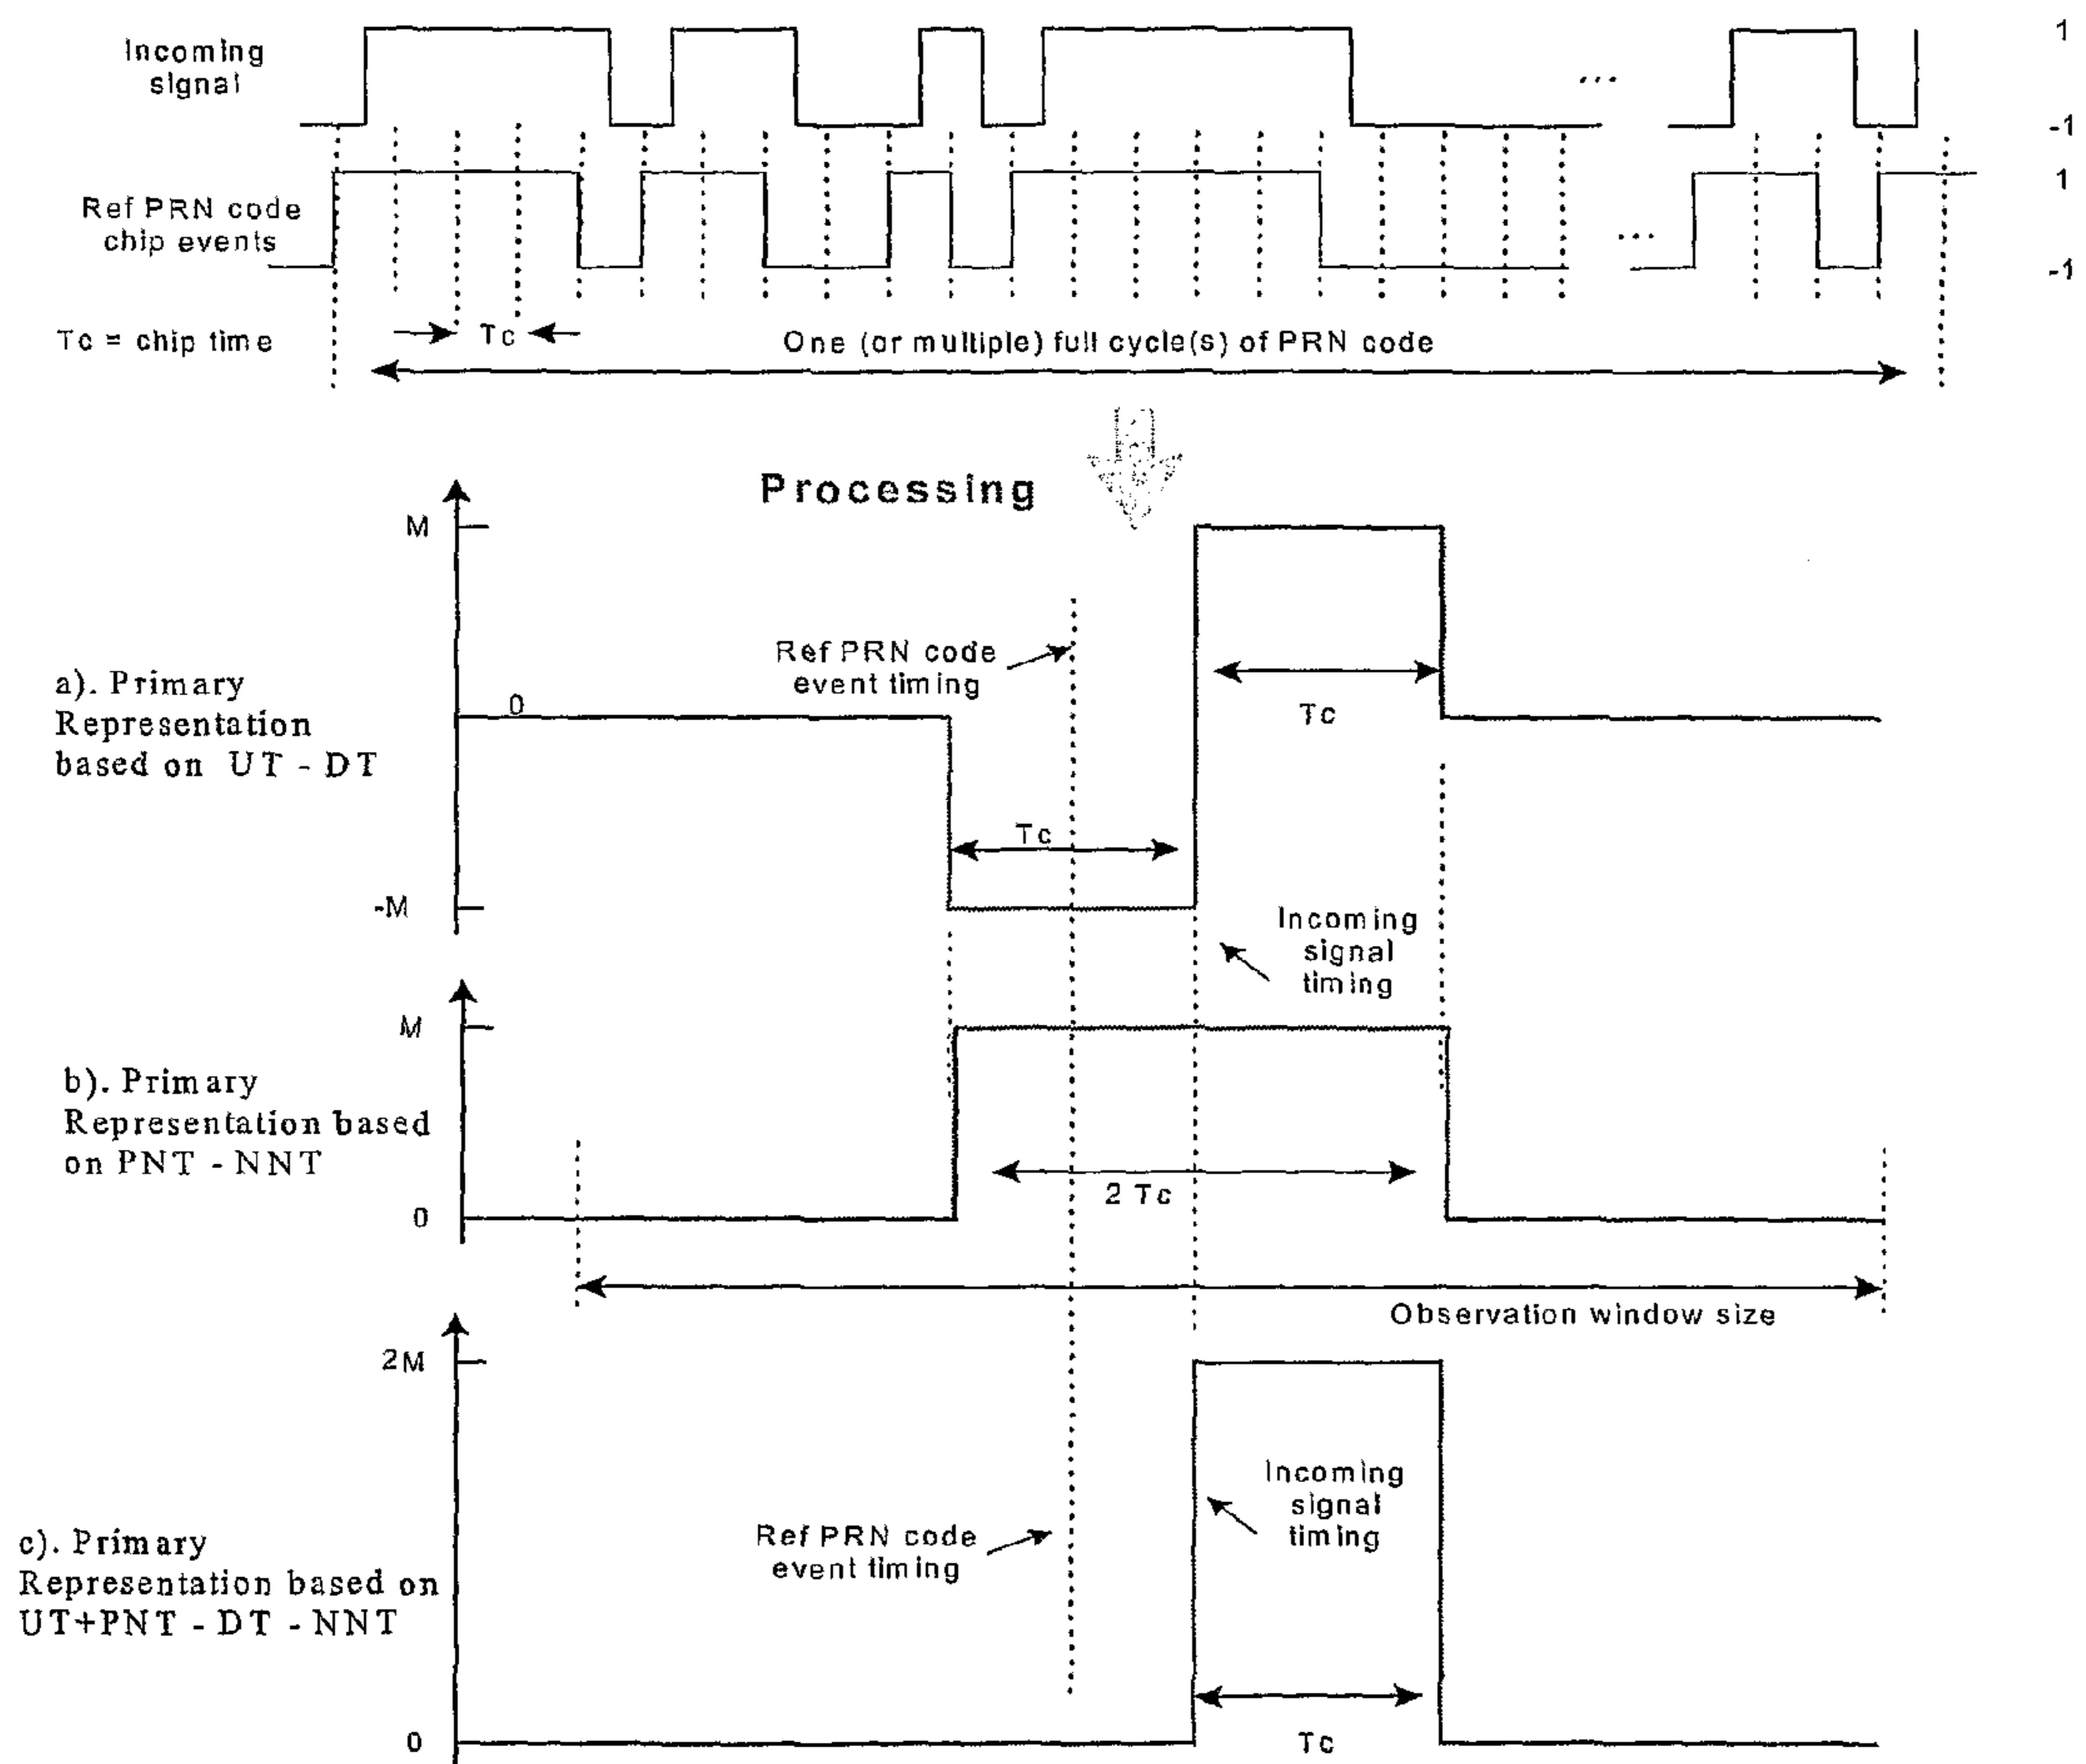 Incoming
signal
1
-1
Ref PRN code
chip events
1
-1
...
...
Tc = chip time
Tc
One (or multiple) full cycle(s) of PRN code
Processing
M
0
-M
a). Primary
Representation
based on UT - DT
Ref PRN code
event timing
Tc
Tc
Incoming
signal
timing
M
0
b). Primary
Representation based
on PNT - NNT
2 Tc
Observation window size
2M
0
c). Primary
Representation based on
UT+PNT - DT - NNT
Ref PRN code
event timing
Incoming
signal
timing
Tc